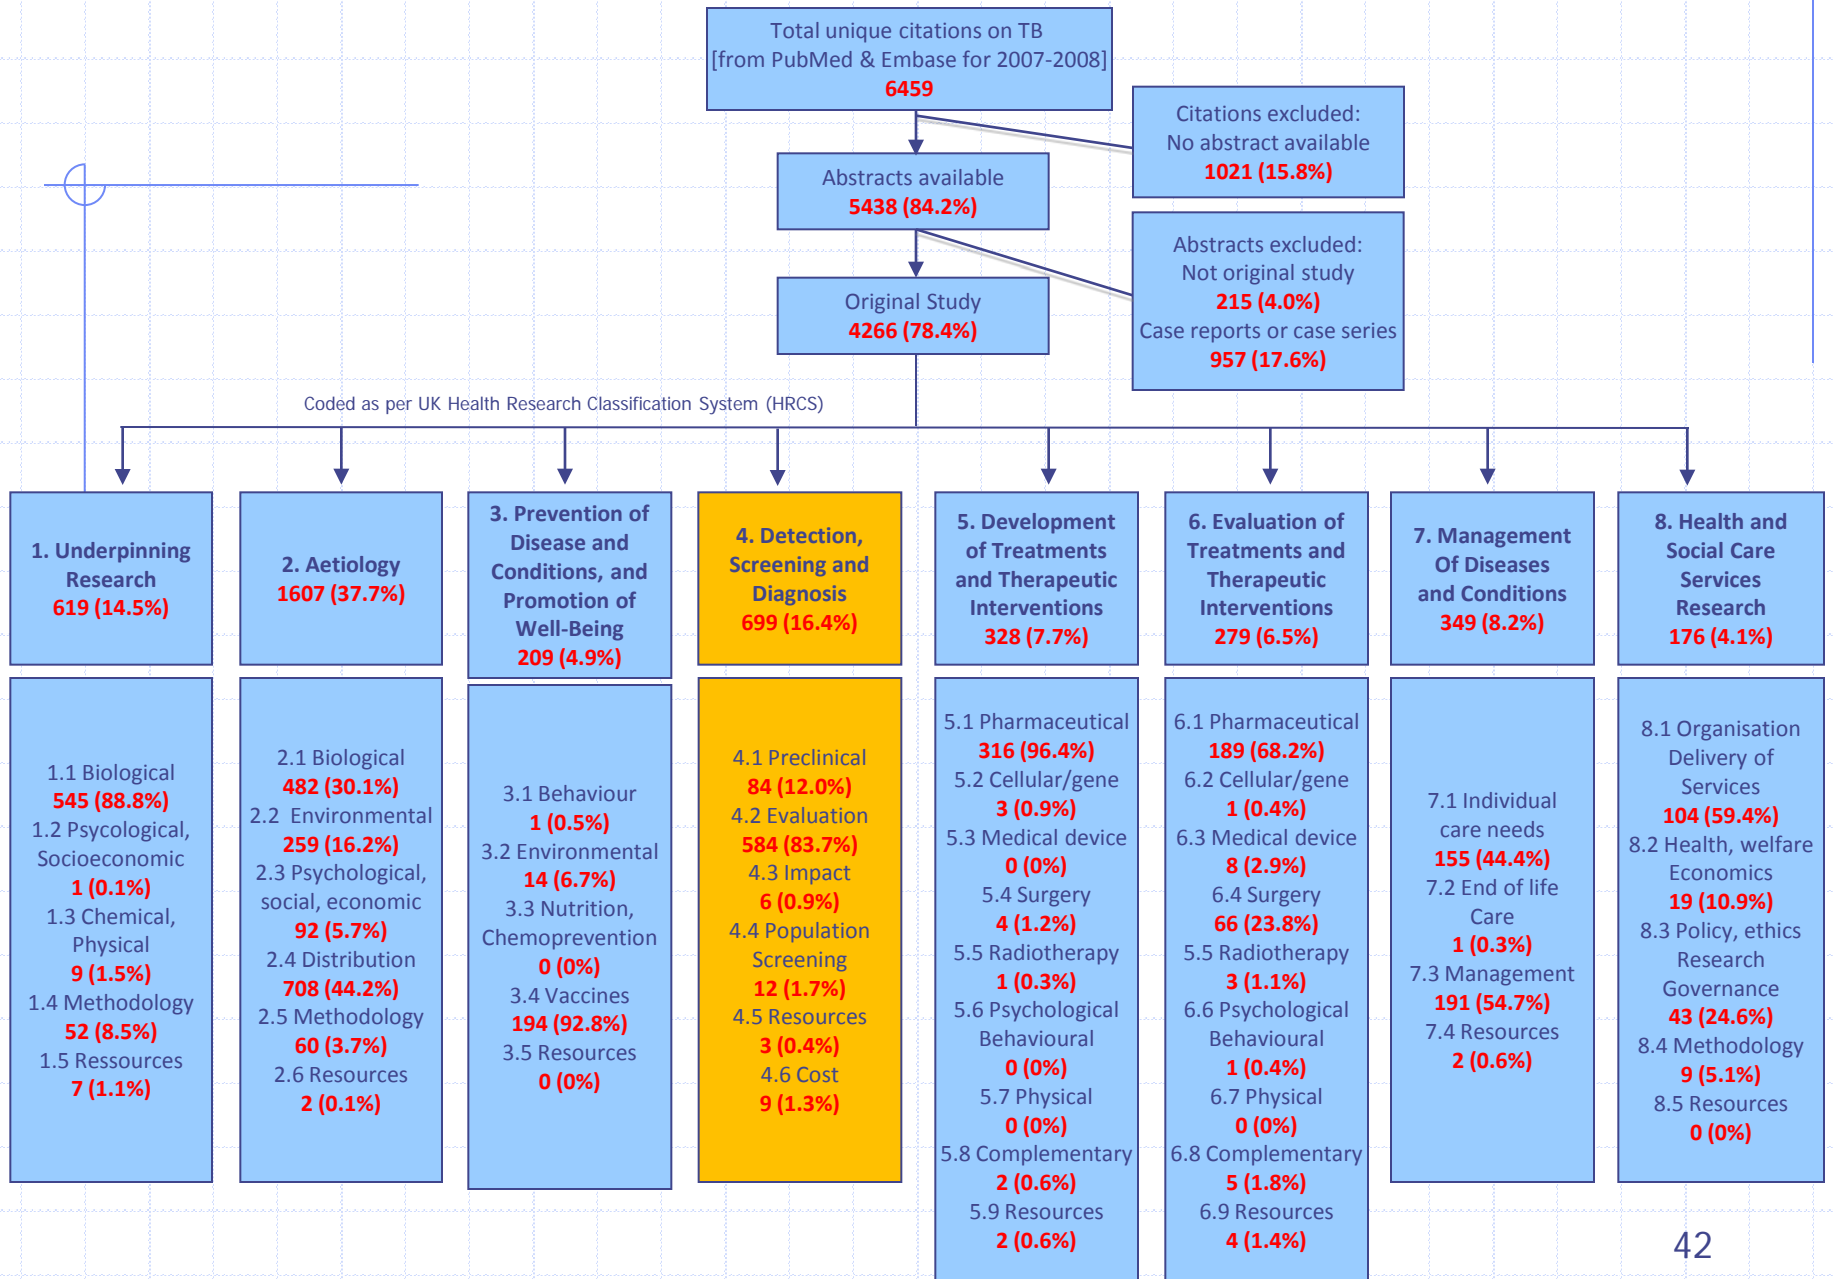 Total unique citations on TB
[from PubMed & Embase for 2007-2008]
6459
Citations excluded:
No abstract available
1021 (15.8%)
Abstracts available
5438 (84.2%)
Abstracts excluded:
Not original study
215 (4.0%)
Case reports or case series
957 (17.6%)
Original Study
4266 (78.4%)
Coded as per UK Health Research Classification System (HRCS)
1. Underpinning
Research
619 (14.5%)
2. Aetiology
1607 (37.7%)
3. Prevention of
Disease and
Conditions, and
Promotion of
Well-Being
209 (4.9%)
4. Detection,
Screening and
Diagnosis
699 (16.4%)
5. Development
of Treatments
and Therapeutic
Interventions
328 (7.7%)
6. Evaluation of
Treatments and
Therapeutic
Interventions
279 (6.5%)
7. Management
Of Diseases
and Conditions
349 (8.2%)
8. Health and
Social Care
Services
Research
176 (4.1%)
1.1 Biological
545 (88.8%)
1.2 Psycological,
Socioeconomic
1 (0.1%)
1.3 Chemical,
Physical
9 (1.5%)
1.4 Methodology
52 (8.5%)
1.5 Ressources
7 (1.1%)
2.1 Biological
482 (30.1%)
2.2 Environmental
259 (16.2%)
2.3 Psychological,
social, economic
92 (5.7%)
2.4 Distribution
708 (44.2%)
2.5 Methodology
60 (3.7%)
2.6 Resources
2 (0.1%)
3.1 Behaviour
1 (0.5%)
3.2 Environmental
14 (6.7%)
3.3 Nutrition,
Chemoprevention
0 (0%)
3.4 Vaccines
194 (92.8%)
3.5 Resources
0 (0%)
4.1 Preclinical
84 (12.0%)
4.2 Evaluation
584 (83.7%)
4.3 Impact
6 (0.9%)
4.4 Population
Screening
12 (1.7%)
4.5 Resources
3 (0.4%)
4.6 Cost
9 (1.3%)
5.1 Pharmaceutical
316 (96.4%)
5.2 Cellular/gene
3 (0.9%)
5.3 Medical device
0 (0%)
5.4 Surgery
4 (1.2%)
5.5 Radiotherapy
1 (0.3%)
5.6 Psychological
Behavioural
0 (0%)
5.7 Physical
0 (0%)
5.8 Complementary
2 (0.6%)
5.9 Resources
2 (0.6%)
6.1 Pharmaceutical
189 (68.2%)
6.2 Cellular/gene
1 (0.4%)
6.3 Medical device
8 (2.9%)
6.4 Surgery
66 (23.8%)
5.5 Radiotherapy
3 (1.1%)
6.6 Psychological
Behavioural
1 (0.4%)
6.7 Physical
0 (0%)
6.8 Complementary
5 (1.8%)
6.9 Resources
4 (1.4%)
7.1 Individual
care needs
155 (44.4%)
7.2 End of life
Care
1 (0.3%)
7.3 Management
191 (54.7%)
7.4 Resources
2 (0.6%)
8.1 Organisation
Delivery of
Services
104 (59.4%)
8.2 Health, welfare
Economics
19 (10.9%)
8.3 Policy, ethics
Research
Governance
43 (24.6%)
8.4 Methodology
9 (5.1%)
8.5 Resources
0 (0%)
42